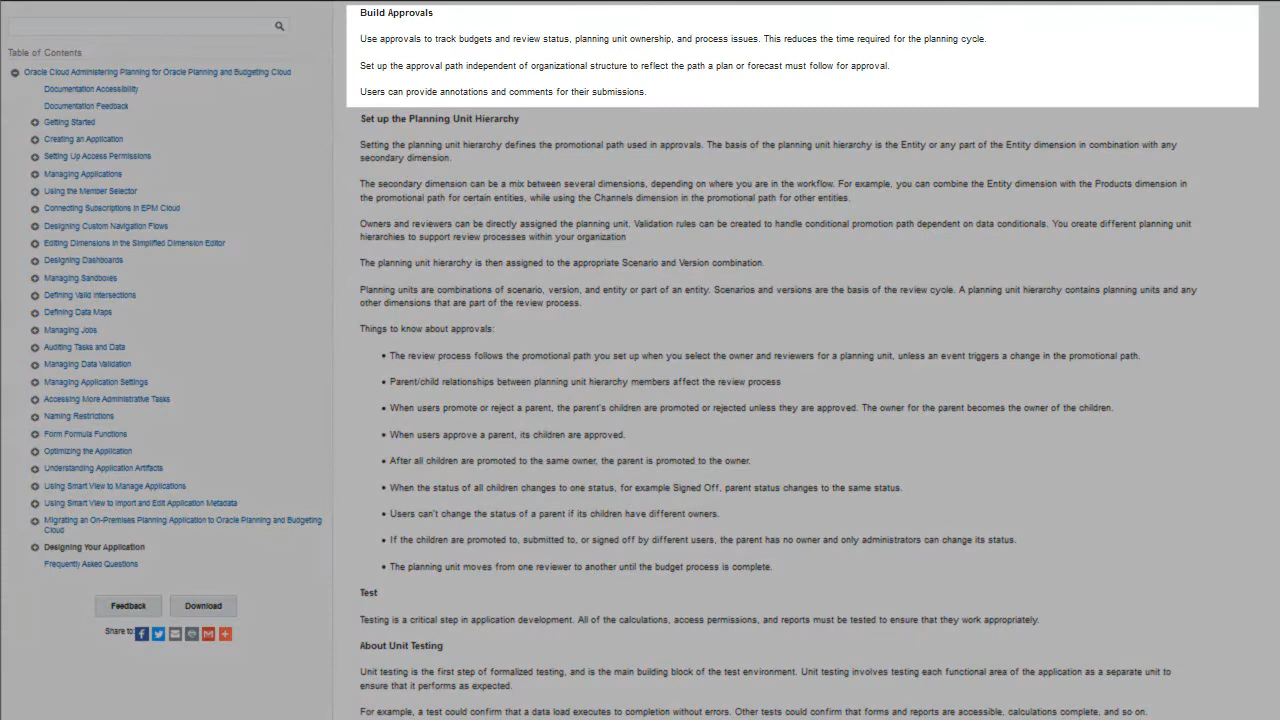 Table of Contents
Oracle Cloud Administering Planning for Oracle Planning and Budgeting Cloud
Documentation Accessibility
Documentation Feedback
Getting Started
Creating an Application
Setting Up Access Permissions
Managing Applications
Using the Member Selector
Connecting Subscriptions in EPM Cloud
Designing Custom Navigation Flows
Editing Dimensions in the Simplified Dimension Editor
Designing Dashboards
Managing Sandboxes
Defining Valid Intersections
Defining Data Maps
Managing Jobs
Auditing Tasks and Data
Managing Data Validation
Managing Application Settings
Accessing More Administrative Tasks
Naming Restrictions
Form Formula Functions
Optimizing the Application
Understanding Application Artifacts
Using Smart View to Manage Applications
Using Smart View to Import and Edit Application Metadata
Migrating an On-Premises Planning Application to Oracle Planning and Budgeting
Cloud
Designing Your Application
Frequently Asked Questions
Feedback
Download
Share to:
Build Approvals
Use approvals to track budgets and review status, planning unit ownership, and process issues. This reduces the time required for the planning cycle.
Set up the approval path independent of organizational structure to reflect the path a plan or forecast must follow for approval.
Users can provide annotations and comments for their submissions.
Set up the Planning Unit Hierarchy
Setting the planning unit hierarchy defines the promotional path used in approvals. The basis of the planning unit hierarchy is the Entity or any part of the Entity dimension in combination with any
secondary dimension.
The secondary dimension can be a mix between several dimensions, depending on where you are in the workflow. For example, you can combine the Entity dimension with the Products dimension in
the promotional path for certain entities, while using the Channels dimension in the promotional path for other entities.
Owners and reviewers can be directly assigned the planning unit. Validation rules can be created to handle conditional promotion path dependent on data conditionals. You create different planning unit
hierarchies to support review processes within your organization
The planning unit hierarchy is then assigned to the appropriate Scenario and Version combination.
Planning units are combinations of scenario, version, and entity or part of an entity. Scenarios and versions are the basis of the review cycle. A planning unit hierarchy contains planning units and any
other dimensions that are part of the review process.
Things to know about approvals:
• The review process follows the promotional path you set up when you select the owner and reviewers for a planning unit, unless an event triggers a change in the promotional path.
• Parent/child relationships between planning unit hierarchy members affect the review process
• When users promote or reject a parent, the parent's children are promoted or rejected unless they are approved. The owner for the parent becomes the owner of the children.
• When users approve a parent, its children are approved.
• After all children are promoted to the same owner, the parent is promoted to the owner.
• When the status of all children changes to one status, for example Signed Off, parent status changes to the same status.
• Users can't change the status of a parent if its children have different owners.
• If the children are promoted to, submitted to, or signed off by different users, the parent has no owner and only administrators can change its status.
• The planning unit moves from one reviewer to another until the budget process is complete.
Test
Testing is a critical step in application development. All of the calculations, access permissions, and reports must be tested to ensure that they work appropriately.
About Unit Testing
Unit testing is the first step of formalized testing, and is the main building block of the test environment. Unit testing involves testing each functional area of the application as a separate unit to
ensure that it performs as expected.
For example, a test could confirm that a data load executes to completion without errors. Other tests could confirm that forms and reports are accessible, calculations complete, and so on.